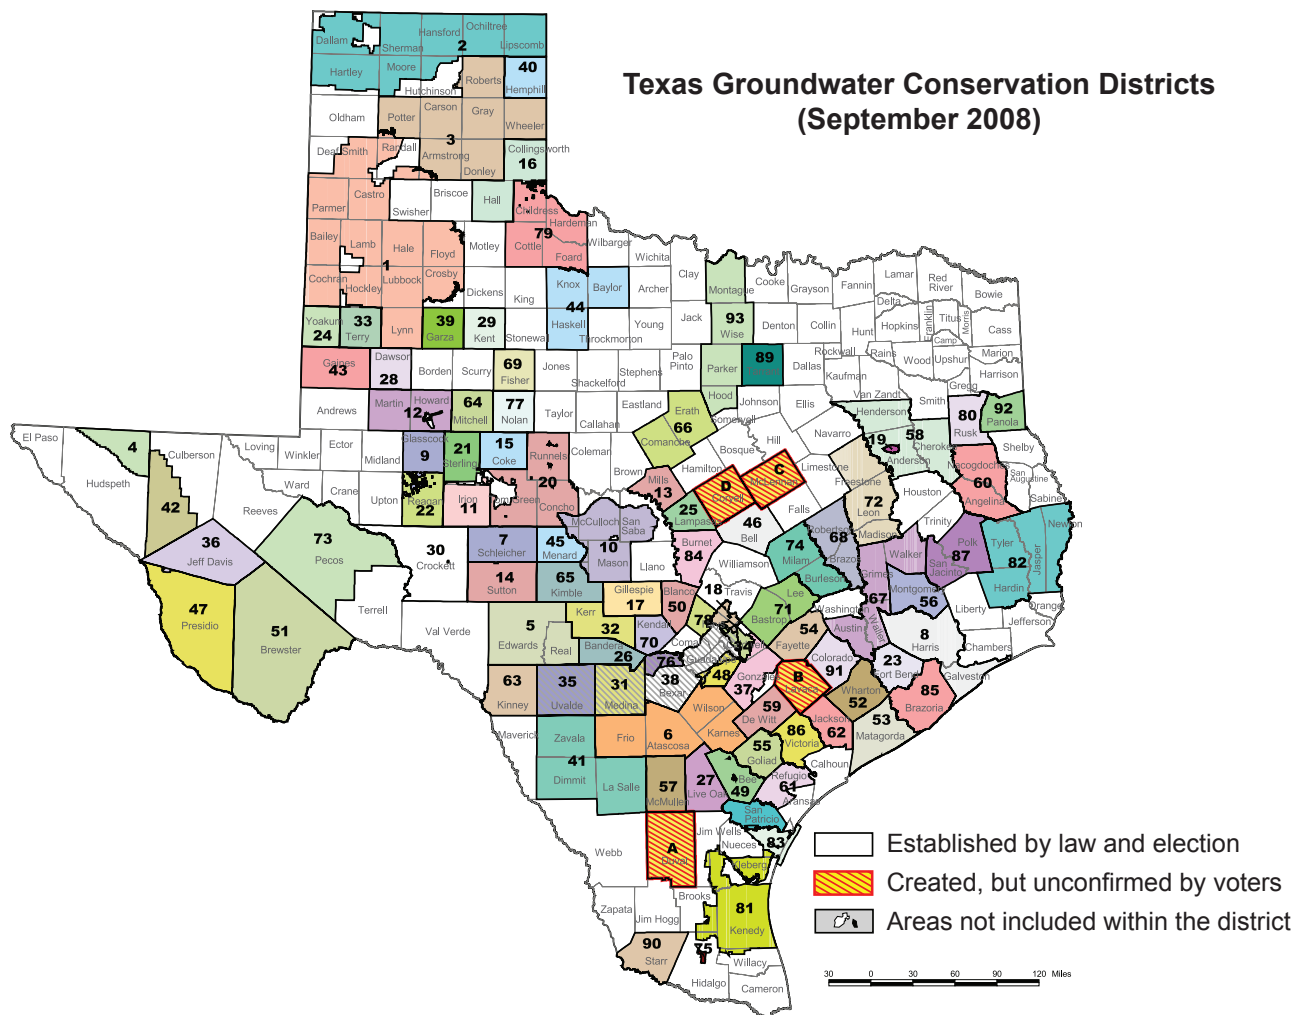 Texas Groundwater Conservation Districts
(September 2008)
Dallam
Sherman
Hansford
Ochiltree
Lipscomb
2
Hartley
Moore
Hutchinson
Roberts
40
Hemphill
Oldham
Potter
Carson
Gray
Wheeler
3
Deaf Smith
Randall
Armstrong
Donley
Collingsworth
16
Parmer
Castro
Swisher
Briscoe
Hall
Childress
Hardeman
Bailey
Lamb
Hale
Floyd
Motley
79
Cottle
Foard
Wilbarger
Wichita
1
Cochran
Hockley
Lubbock
Crosby
Dickens
King
Knox
Baylor
Archer
Clay
Montague
Cooke
Grayson
Fannin
Lamar
Red
River
Bowie
Delta
44
Yoakum
24
33
Terry
Lynn
39
Garza
29
Kent
Stonewall
Haskell
Throckmorton
Young
Jack
93
Wise
Denton
Collin
Hunt
Hopkins
Franklin
Titus
Morris
Cass
Camp
Gaines
43
Dawson
28
Borden
Scurry
69
Fisher
Jones
Shackelford
Stephens
Palo
Pinto
Parker
89
Dallas
Rockwall
Kaufman
Rains
Wood
Upshur
Marion
Harrison
Gregg
Van Zandt
Smith
Andrews
Martin
Howard
12
64
Mitchell
77
Nolan
Taylor
Callahan
Eastland
Erath
66
Comanche
Hood
Somervell
Johnson
Ellis
Henderson
80
Rusk
92
Panola
El Paso
Hudspeth
4
Culberson
Loving
Winkler
Ector
Midland
Glasscock
9
21
Sterling
15
Coke
Runnels
Coleman
Brown
Hamilton
Bosque
Hill
Navarro
19
58
Anderson
Cherokee
Shelby
Nacogdoches
San
Augustine
Sabine
42
Reeves
Ward
Crane
Upton
Reagan
22
Irion
11
Tom Green
20
Concho
Mills
13
D
Coryell
C
McLennan
Limestone
Freestone
72
Leon
Houston
60
Angelina
36
Jeff Davis
73
Pecos
30
Crockett
7
Schleicher
45
Menard
McCulloch
San
Saba
10
Mason
25
Lampasas
Burnet
84
46
Bell
Falls
Robertson
68
Brazos
Madison
Trinity
Walker
Polk
87
San
Jacinto
Tyler
82
Hardin
Jasper
Newton
47
Presidio
51
Brewster
Terrell
Val Verde
14
Sutton
65
Kimble
Llano
Gillespie
17
Blanco
50
Williamson
18
Travis
74
Milam
Burleson
Lee
71
Bastrop
Washington
Grimes
67
Waller
Montgomery
56
Liberty
Orange
Jefferson
5
Edwards
Real
Kerr
32
Bandera
26
Kendall
70
Comal
78
Guadalupe
54
Fayette
Austin
Colorado
91
8
Harris
Chambers
23
Fort Bend
Galveston
63
Kinney
35
Uvalde
31
Medina
76
38
Bexar
48
37
Gonzales
B
Lavaca
Wharton
52
85
Brazoria
Maverick
Zavala
Frio
6
Atascosa
Wilson
Karnes
59
De Witt
86
Victoria
Jackson
62
53
Matagorda
41
Dimmit
La Salle
57
McMullen
27
Live Oak
Bee
49
55
Goliad
Refugio
61
Calhoun
Aransas
San
Patricio
Webb
A
Duval
Jim Wells
Nueces
83
Kleberg
Zapata
Jim Hogg
Brooks
81
Kenedy
90
Starr
75
Hidalgo
Willacy
Cameron
Established by law and election
Created, but unconfirmed by voters
Areas not included within the district
30 0 30 60 90 120 Miles